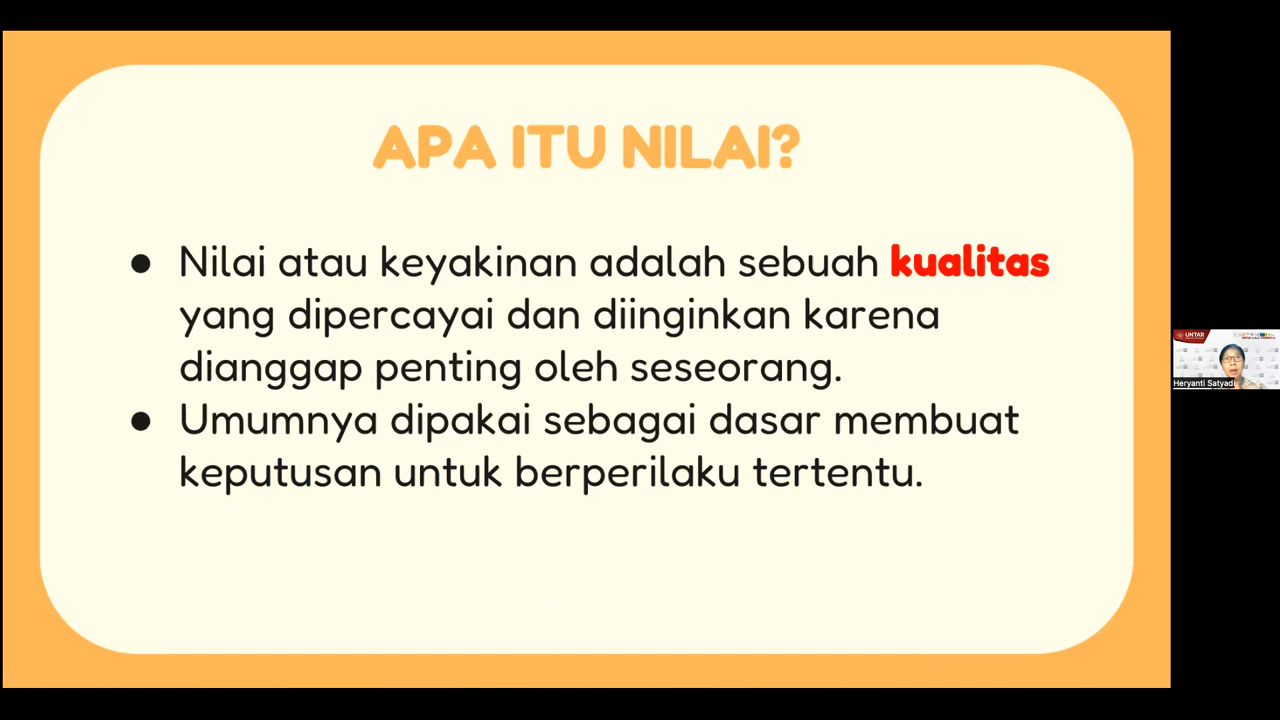 APA ITU NILAI?
● Nilai atau keyakinan adalah sebuah kualitas
yang dipercayai dan diinginkan karena
dianggap penting oleh seseorang.
● Umumnya dipakai sebagai dasar membuat
keputusan untuk berperilaku tertentu.
UNTAR
Heryanti Satyadi